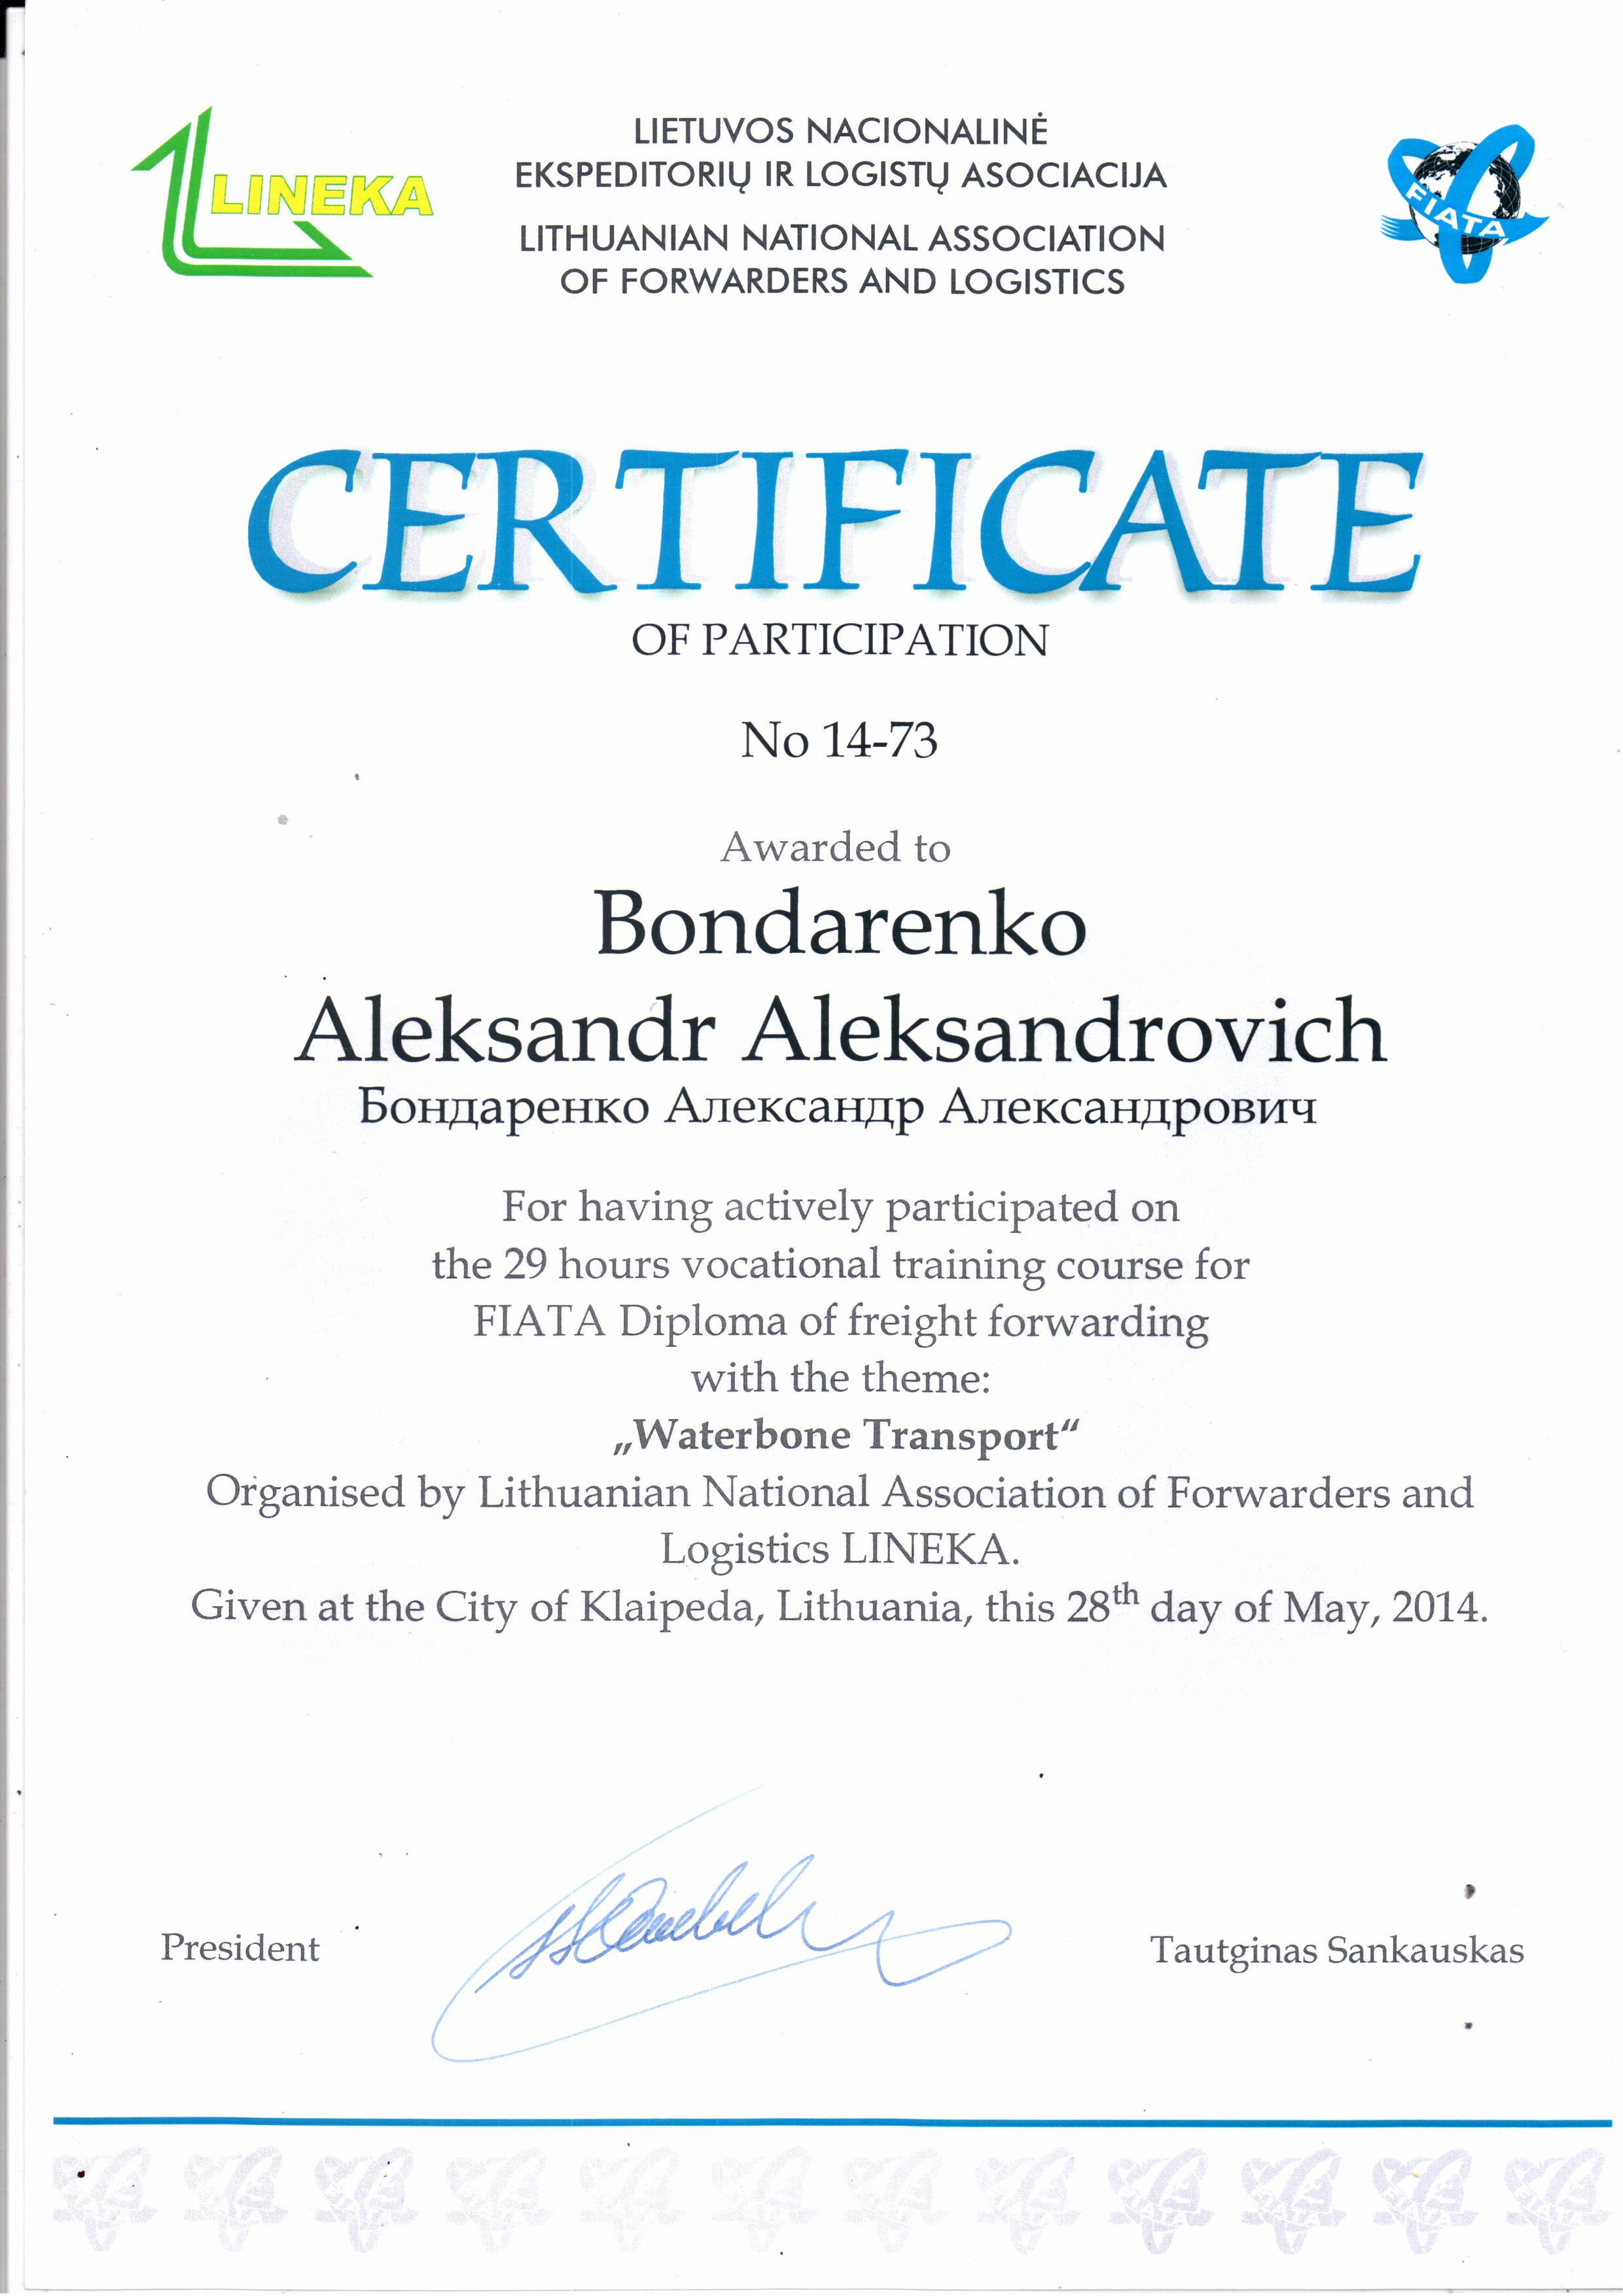 LINEKA
LIETUVOS NACIONALINĖ
EKSPEDITORIŲ IR LOGISTŲ ASOCIACIJA
LITHUANIAN NATIONAL ASSOCIATION
OF FORWARDERS AND LOGISTICS
FIATA
CERTIFICATE
OF PARTICIPATION
No 14-73
Awarded to
Bondarenko
Aleksandr Aleksandrovich
Бондаренко Александр Александрович
For having actively participated on
the 29 hours vocational training course for
FIATA Diploma of freight forwarding
with the theme:
„Waterbone Transport“
Organised by Lithuanian National Association of Forwarders and
Logistics LINEKA.
Given at the City of Klaipeda, Lithuania, this 28th day of May, 2014.
President
Tautginas Sankauskas